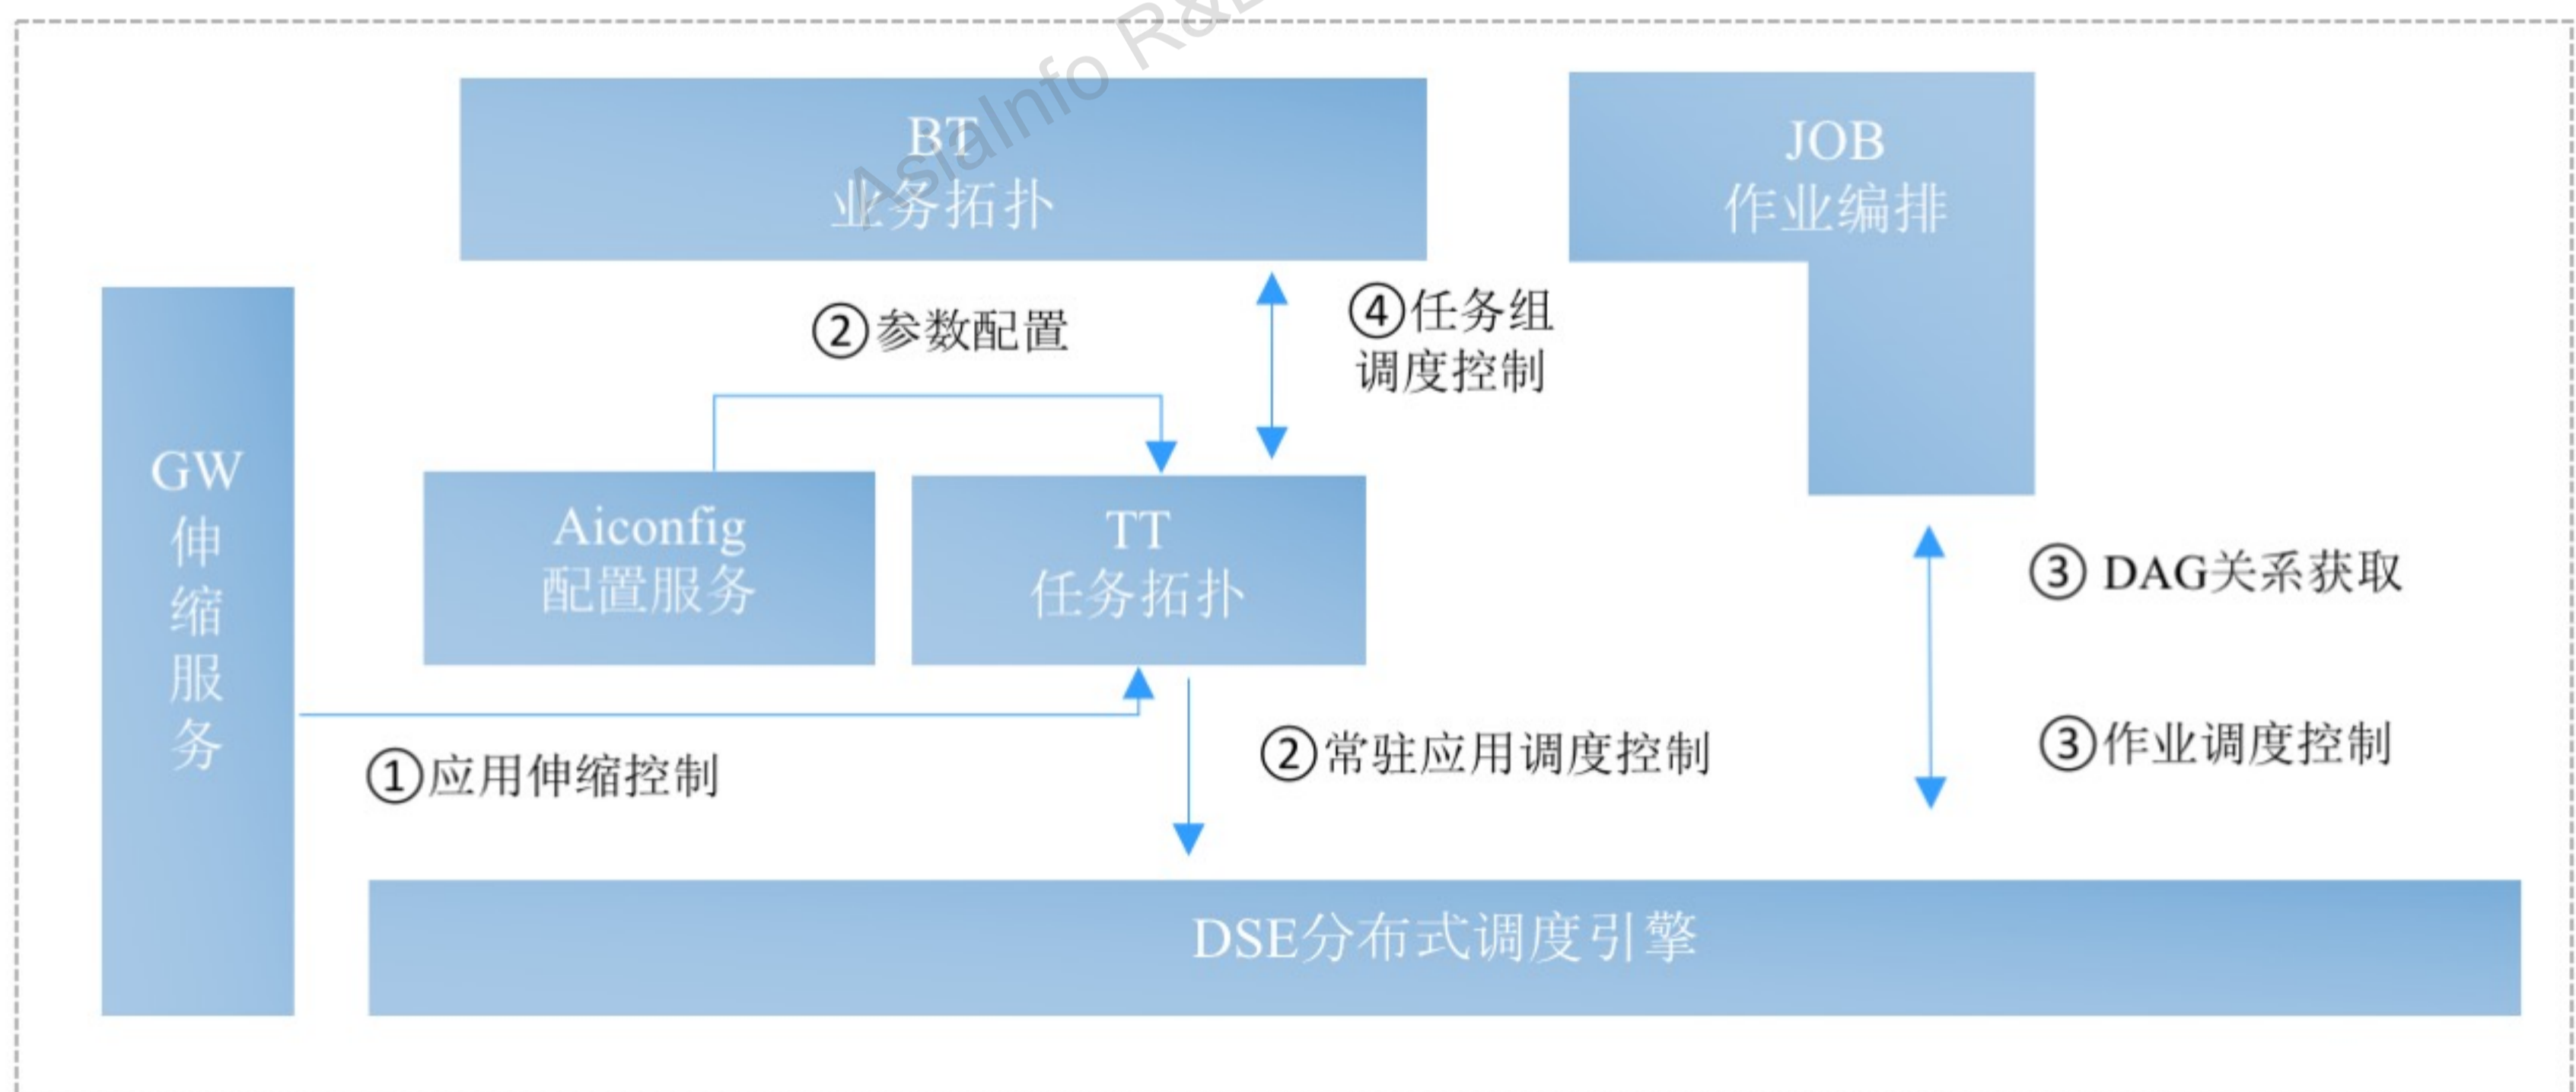 AsiaInfo R&
BT
业务拓扑
JOB
作业编排
②参数配置
④任务组
调度控制
GW
伸
缩
服
务
Aiconfig
配置服务
TT
任务拓扑
③ DAG关系获取
①应用伸缩控制
②常驻应用调度控制
③作业调度控制
DSE分布式调度引擎